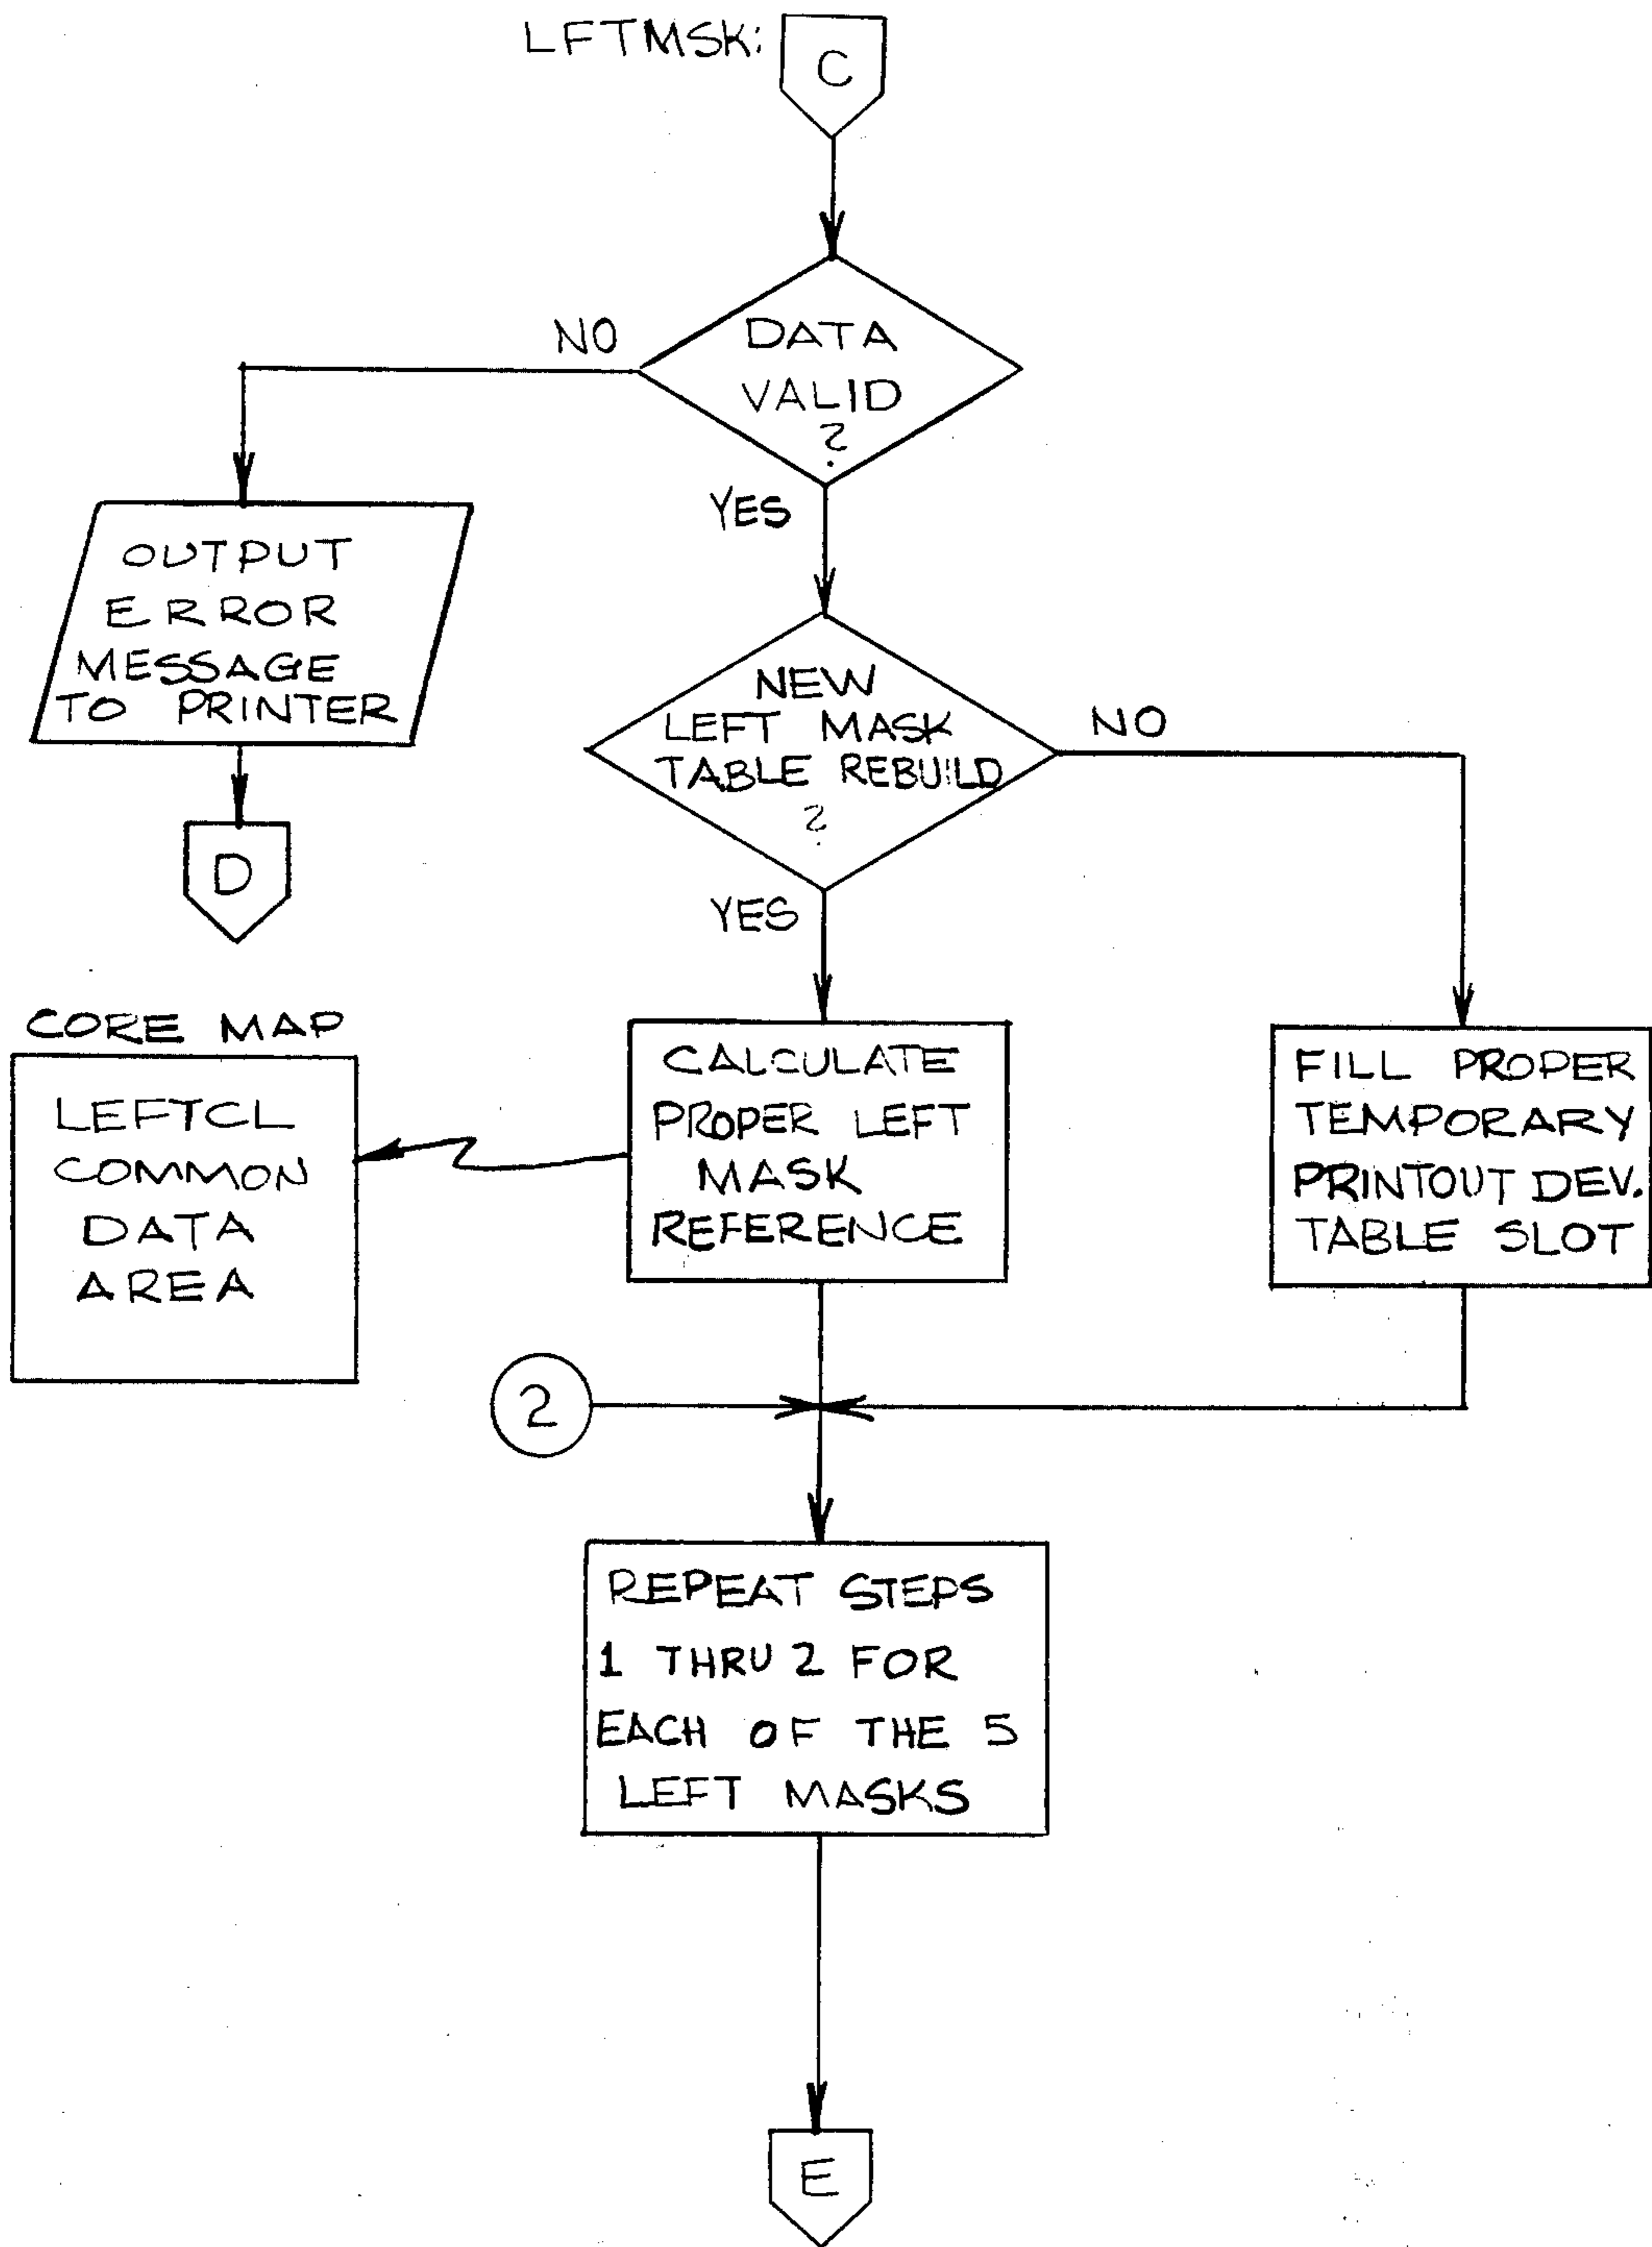 LFTMSK:
C
DATA
VALID
?
NO
YES
OUTPUT
ERROR
MESSAGE
TO PRINTER
D
NEW
LEFT MASK
TABLE REBUILD
?
NO
YES
CORE MAP
LEFTCL
COMMON
DATA
AREA
CALCULATE
PROPER LEFT
MASK
REFERENCE
FILL PROPER
TEMPORARY
PRINTOUT DEV.
TABLE SLOT
2
REPEAT STEPS
1 THRU 2 FOR
EACH OF THE 5
LEFT MASKS
E